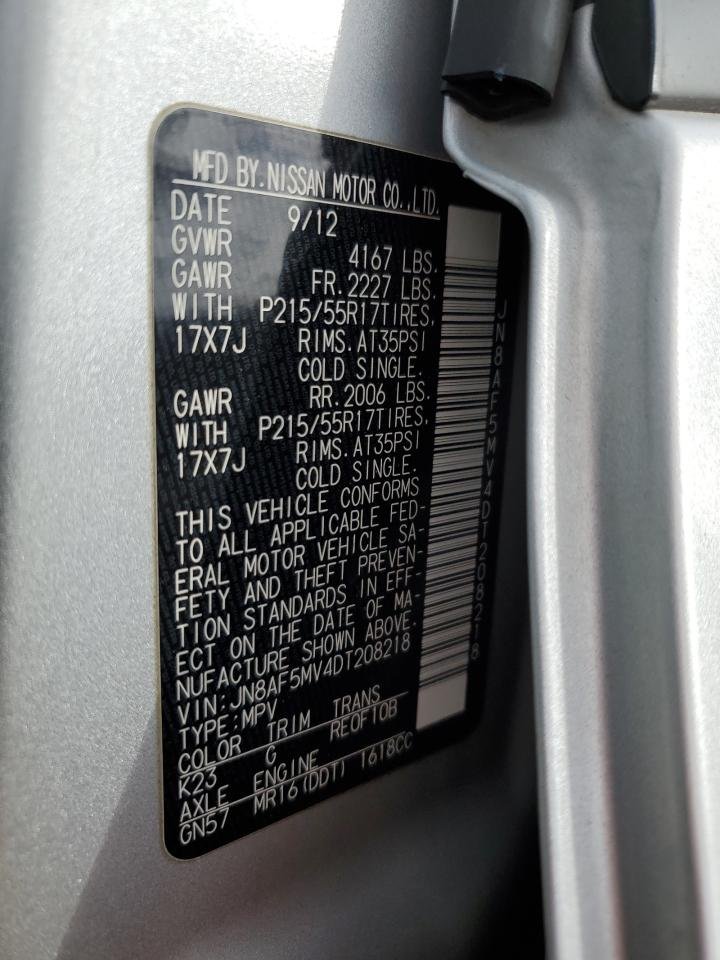 MFD BY.NISSAN MOTOR CO.,LTD.
DATE 9/12
GVWR 4167 LBS.
GAWR FR.2227 LBS.
WITH P215/55R17TIRES,
17X7J RIMS.AT35PSI
COLD SINGLE.
GAWR RR.2006 LBS.
WITH P215/55R17TIRES,
17X7J RIMS.AT35PSI
COLD SINGLE.
THIS VEHICLE CONFORMS
TO ALL APPLICABLE FED-
ERAL MOTOR VEHICLE SA-
FETY AND THEFT PREVEN-
TION STANDARDS IN EFF-
ECT ON THE DATE OF MA-
NUFACTURE SHOWN ABOVE.
VIN:JN8AF5MV4DT208218
TYPE:MPV
COLOR TRIM TRANS
K23 G RE0F10B
AXLE ENGINE
GN57 MR16(DDT) 1618CC
JN8AF5MV4DT208218